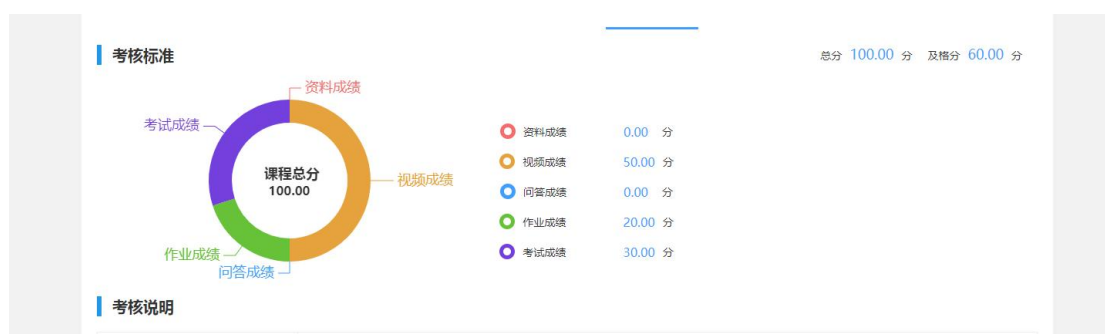 考核标准
总分 100.00 分 及格分 60.00 分
资料成绩
考试成绩
课程总分
100.00
视频成绩
作业成绩
问答成绩
资料成绩 0.00 分
视频成绩 50.00 分
问答成绩 0.00 分
作业成绩 20.00 分
考试成绩 30.00 分
考核说明